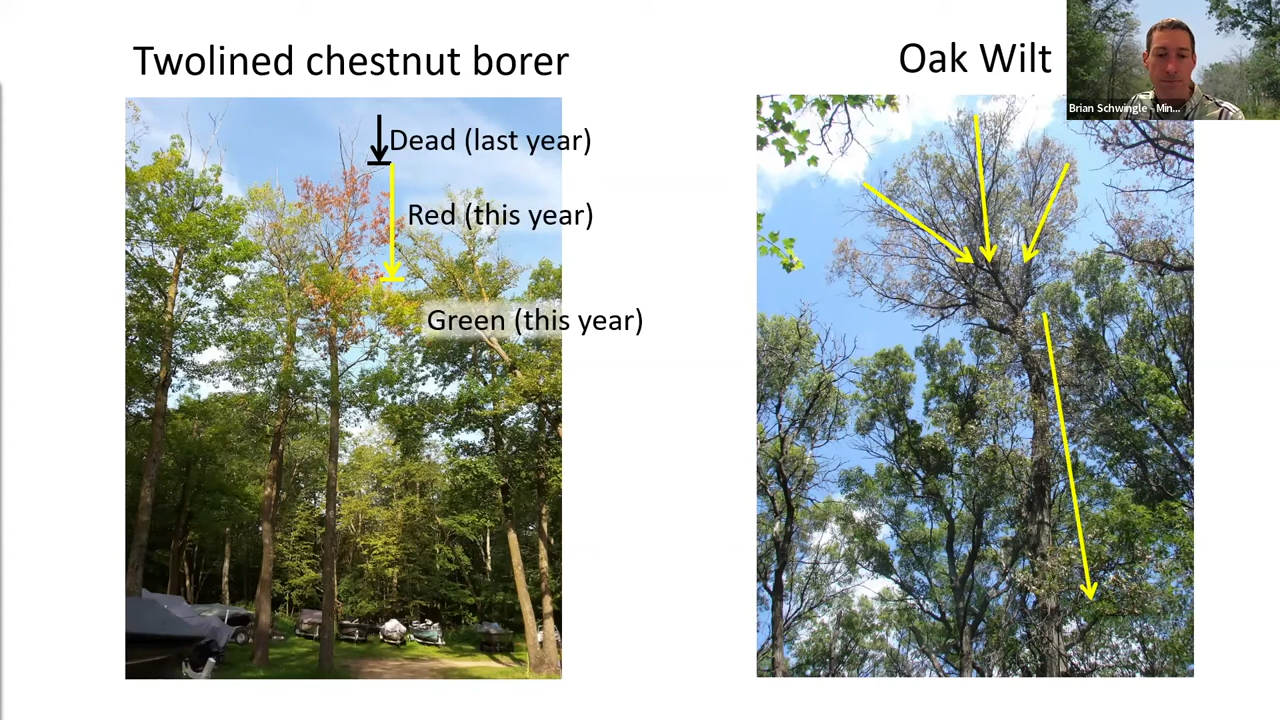 Twolined chestnut borer
Oak Wilt
Brian Schwingle - Min...
Dead (last year)
Red (this year)
Green (this year)